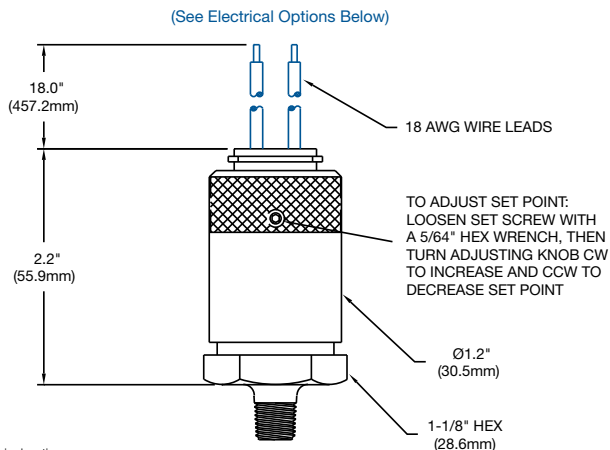 (See Electrical Options Below)
18.0"
(457.2mm)
18 AWG WIRE LEADS
TO ADJUST SET POINT:
LOOSEN SET SCREW WITH
A 5/64" HEX WRENCH, THEN
TURN ADJUSTING KNOB CW
TO INCREASE AND CCW TO
DECREASE SET POINT
2.2"
(55.9mm)
Ø1.2"
(30.5mm)
1-1/8" HEX
(28.6mm)